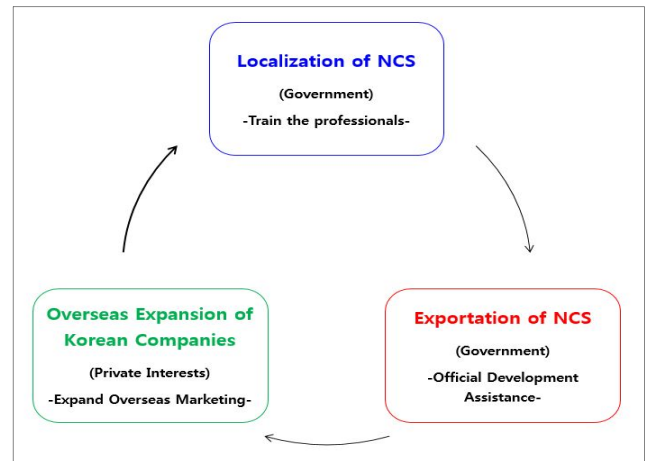 Localization of NCS
(Government)
-Train the professionals-
Overseas Expansion of
Korean Companies
(Private Interests)
-Expand Overseas Marketing-
Exportation of NCS
(Government)
-Official Development
Assistance-